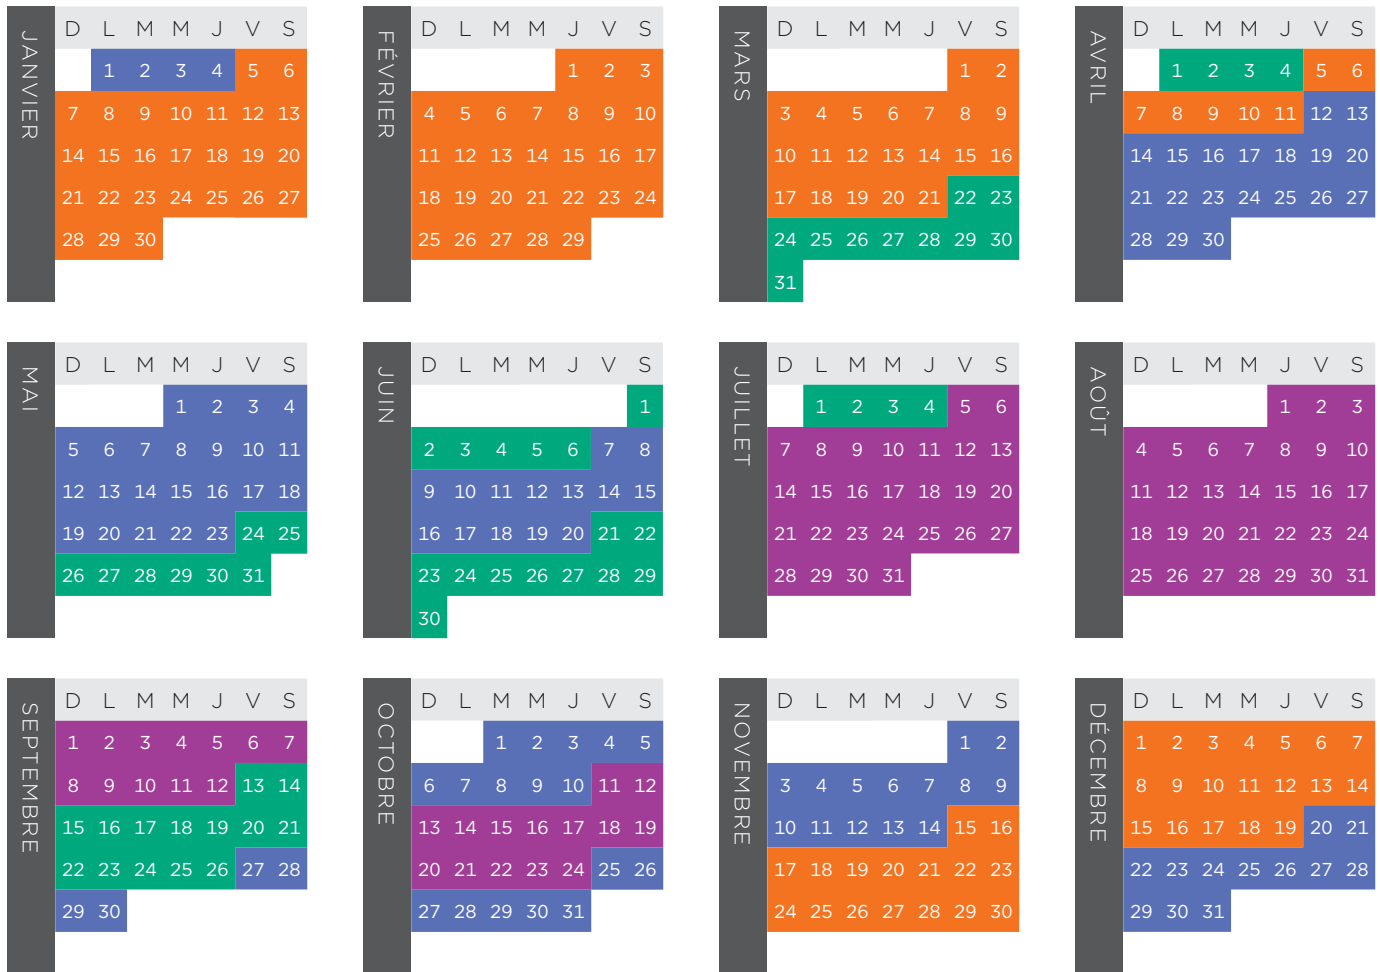 JANVIER
D L M M J V S
1 2 3 4 5 6
7 8 9 10 11 12 13
14 15 16 17 18 19 20
21 22 23 24 25 26 27
28 29 30
FÉVRIER
D L M M J V S
1 2 3
4 5 6 7 8 9 10
11 12 13 14 15 16 17
18 19 20 21 22 23 24
25 26 27 28 29
MARS
D L M M J V S
1 2
3 4 5 6 7 8 9
10 11 12 13 14 15 16
17 18 19 20 21 22 23
24 25 26 27 28 29 30
31
AVRIL
D L M M J V S
1 2 3 4 5 6
7 8 9 10 11 12 13
14 15 16 17 18 19 20
21 22 23 24 25 26 27
28 29 30
MAI
D L M M J V S
1 2 3 4
5 6 7 8 9 10 11
12 13 14 15 16 17 18
19 20 21 22 23 24 25
26 27 28 29 30 31
JUIN
D L M M J V S
1
2 3 4 5 6 7 8
9 10 11 12 13 14 15
16 17 18 19 20 21 22
23 24 25 26 27 28 29
30
JUILLET
D L M M J V S
1 2 3 4 5 6
7 8 9 10 11 12 13
14 15 16 17 18 19 20
21 22 23 24 25 26 27
28 29 30 31
AOÛT
D L M M J V S
1 2 3
4 5 6 7 8 9 10
11 12 13 14 15 16 17
18 19 20 21 22 23 24
25 26 27 28 29 30 31
SEPTEMBRE
D L M M J V S
1 2 3 4 5 6 7
8 9 10 11 12 13 14
15 16 17 18 19 20 21
22 23 24 25 26 27 28
29 30
OCTOBRE
D L M M J V S
1 2 3 4 5
6 7 8 9 10 11 12
13 14 15 16 17 18 19
20 21 22 23 24 25 26
27 28 29 30 31
NOVEMBRE
D L M M J V S
1 2
3 4 5 6 7 8 9
10 11 12 13 14 15 16
17 18 19 20 21 22 23
24 25 26 27 28 29 30
DÉCEMBRE
D L M M J V S
1 2 3 4 5 6 7
8 9 10 11 12 13 14
15 16 17 18 19 20 21
22 23 24 25 26 27 28
29 30 31